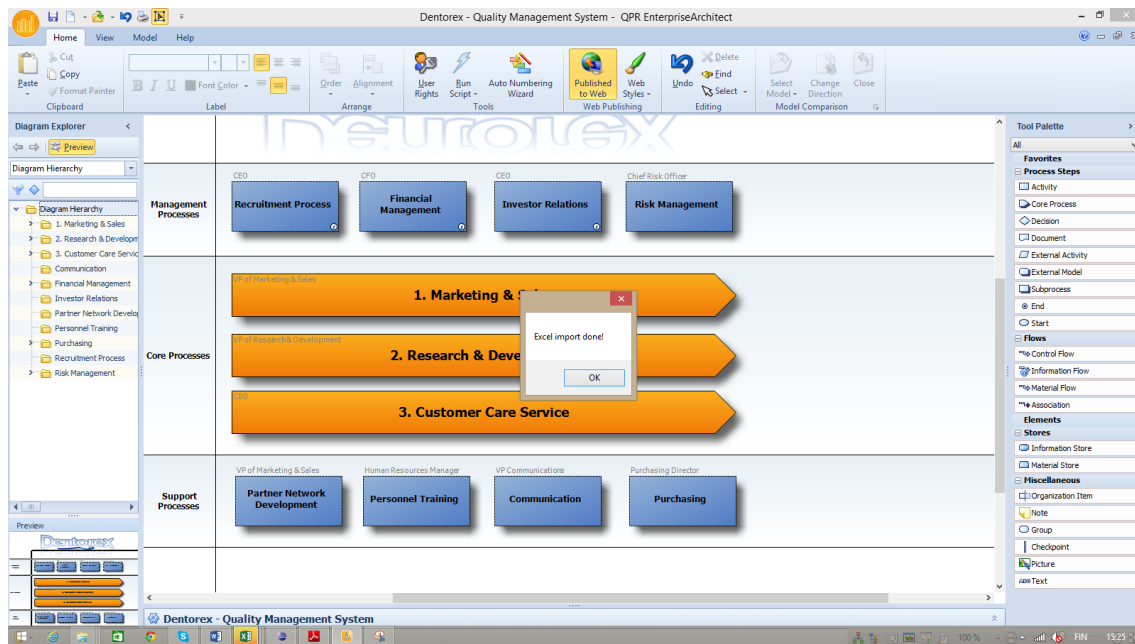 Dentorex - Quality Management System - QPR EnterpriseArchitect
Home View Model Help
Paste
Cut
Copy
Format Painter
Clipboard
B I U Font Color
Label
Order
Alignment
Arrange
User Rights
Run Script
Auto Numbering Wizard
Tools
Published to Web
Web Styles
Web Publishing
Undo
Delete
Find
Select
Editing
Select Model
Change Direction
Close
Model Comparison
Diagram Explorer
Preview
Diagram Hierarchy
Diagram Hierarchy
1. Marketing & Sales
2. Research & Developm
3. Customer Care Servic
Communication
Financial Management
Investor Relations
Partner Network Develop
Personnel Training
Purchasing
Recruitment Process
Risk Management
Preview
Dentorex
Dentorex
Management
Processes
CEO
Recruitment Process
CFO
Financial
Management
CEO
Investor Relations
Chief Risk Officer
Risk Management
Core Processes
VP of Marketing & Sales
1. Marketing & S
VP of Research & Development
2. Research & Deve
CEO
3. Customer Care Service
Excel import done!
OK
Support
Processes
VP of Marketing & Sales
Partner Network
Development
Human Resources Manager
Personnel Training
VP Communications
Communication
Purchasing Director
Purchasing
Dentorex - Quality Management System
Tool Palette
All
Favorites
Process Steps
Activity
Core Process
Decision
Document
External Activity
External Model
Subprocess
End
Start
Flows
Control Flow
Information Flow
Material Flow
Association
Elements
Stores
Information Store
Material Store
Miscellaneous
Organization Item
Note
Group
Checkpoint
Picture
Text
100 %
FIN 15:25